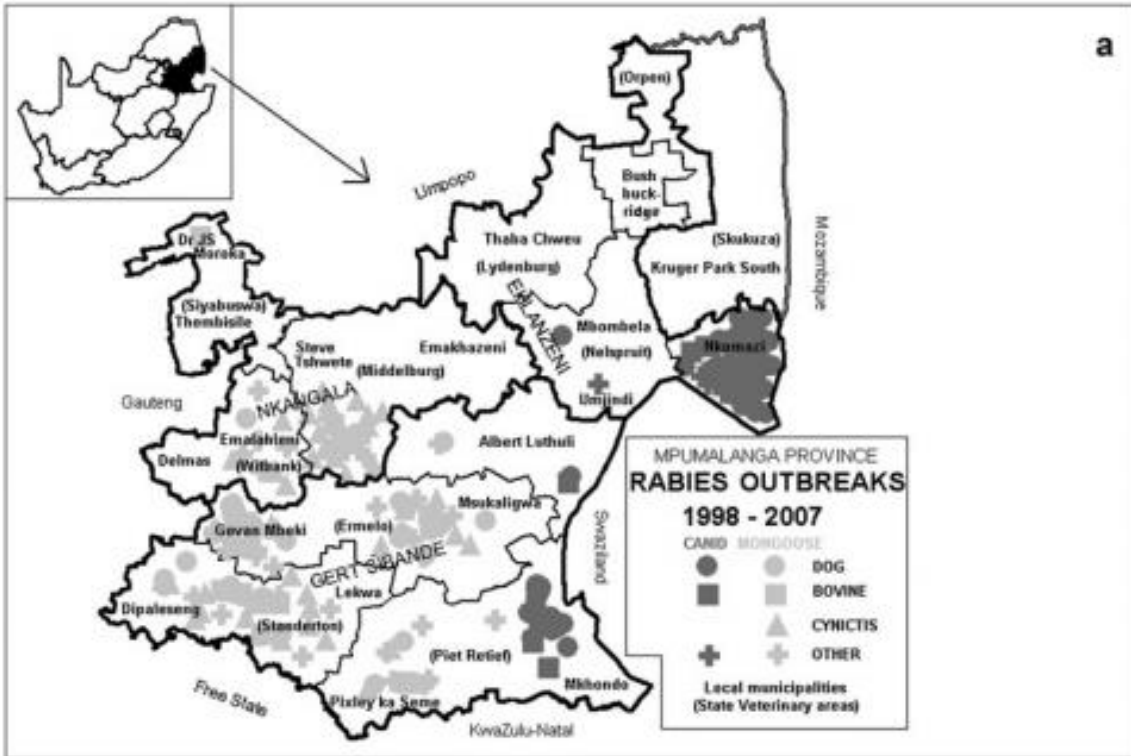 a
(Orpen)
Limpopo
Bush
buck-
ridge
Mozambique
Dr JS
Moroka
Thaba Chweu
(Lydenburg)
(Skukuza)
Kruger Park South
(Siyabuswa)
Thembisile
EHLANZENI
Mbombela
(Nelspruit)
Nkomazi
Steve
Tshwete
Emakhazeni
(Middelburg)
Umjindi
Gauteng
NKANGALA
Emalahleni
Delmas
(Witbank)
Albert Luthuli
Msukaligwa
Govan Mbeki
(Ermelo)
GERT SIBANDE
Lekwa
Swaziland
Dipaleseng
(Standerton)
(Piet Retief)
Mkhondo
Pixley ka Seme
Free State
KwaZulu-Natal
MPUMALANGA PROVINCE
RABIES OUTBREAKS
1998 - 2007
CANID MONGOOSE
DOG
BOVINE
CYNICTIS
OTHER
Local municipalities
(State Veterinary areas)